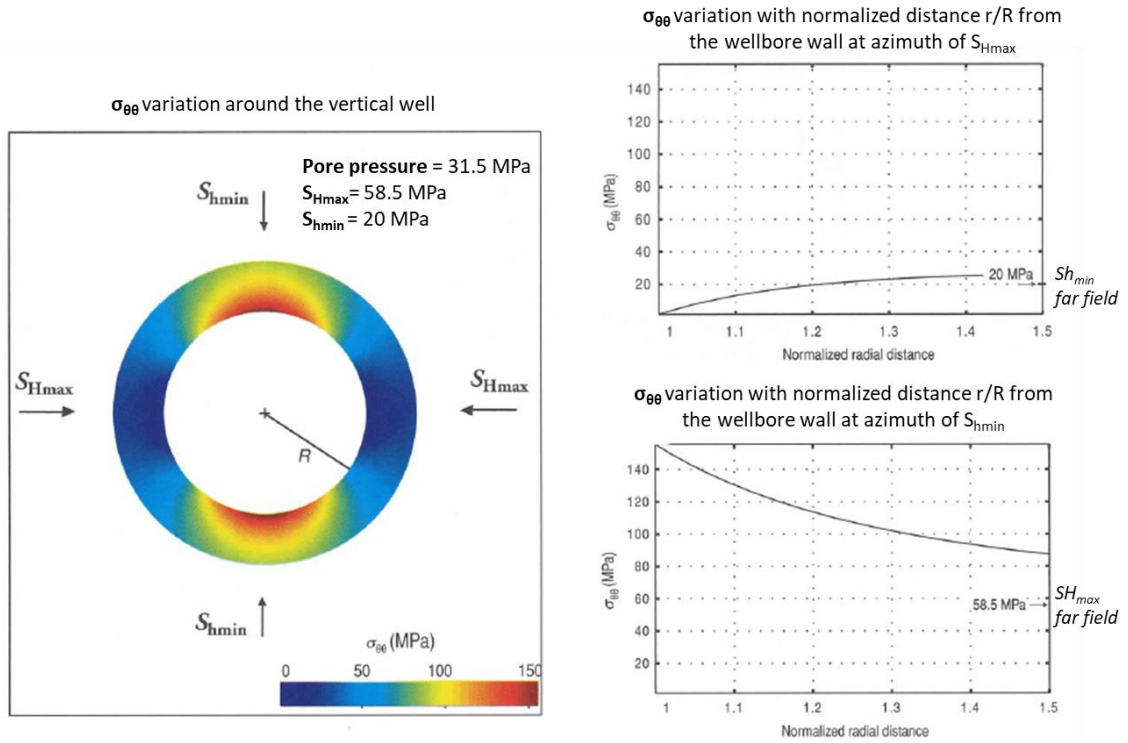 σθθ variation around the vertical well
Pore pressure = 31.5 MPa
SHmax= 58.5 MPa
Shmin = 20 MPa
Shmin
SHmax
SHmax
R
Shmin
σθθ (MPa)
0 50 100 150
σθθ variation with normalized distance r/R from
the wellbore wall at azimuth of SHmax
140
120
100
80
60
40
20
σθθ (MPa)
20 MPa
Shmin
far field
1 1.1 1.2 1.3 1.4 1.5
Normalized radial distance
σθθ variation with normalized distance r/R from
the wellbore wall at azimuth of Shmin
140
120
100
80
60
40
20
σθθ (MPa)
58.5 MPa
SHmax
far field
1 1.1 1.2 1.3 1.4 1.5
Normalized radial distance